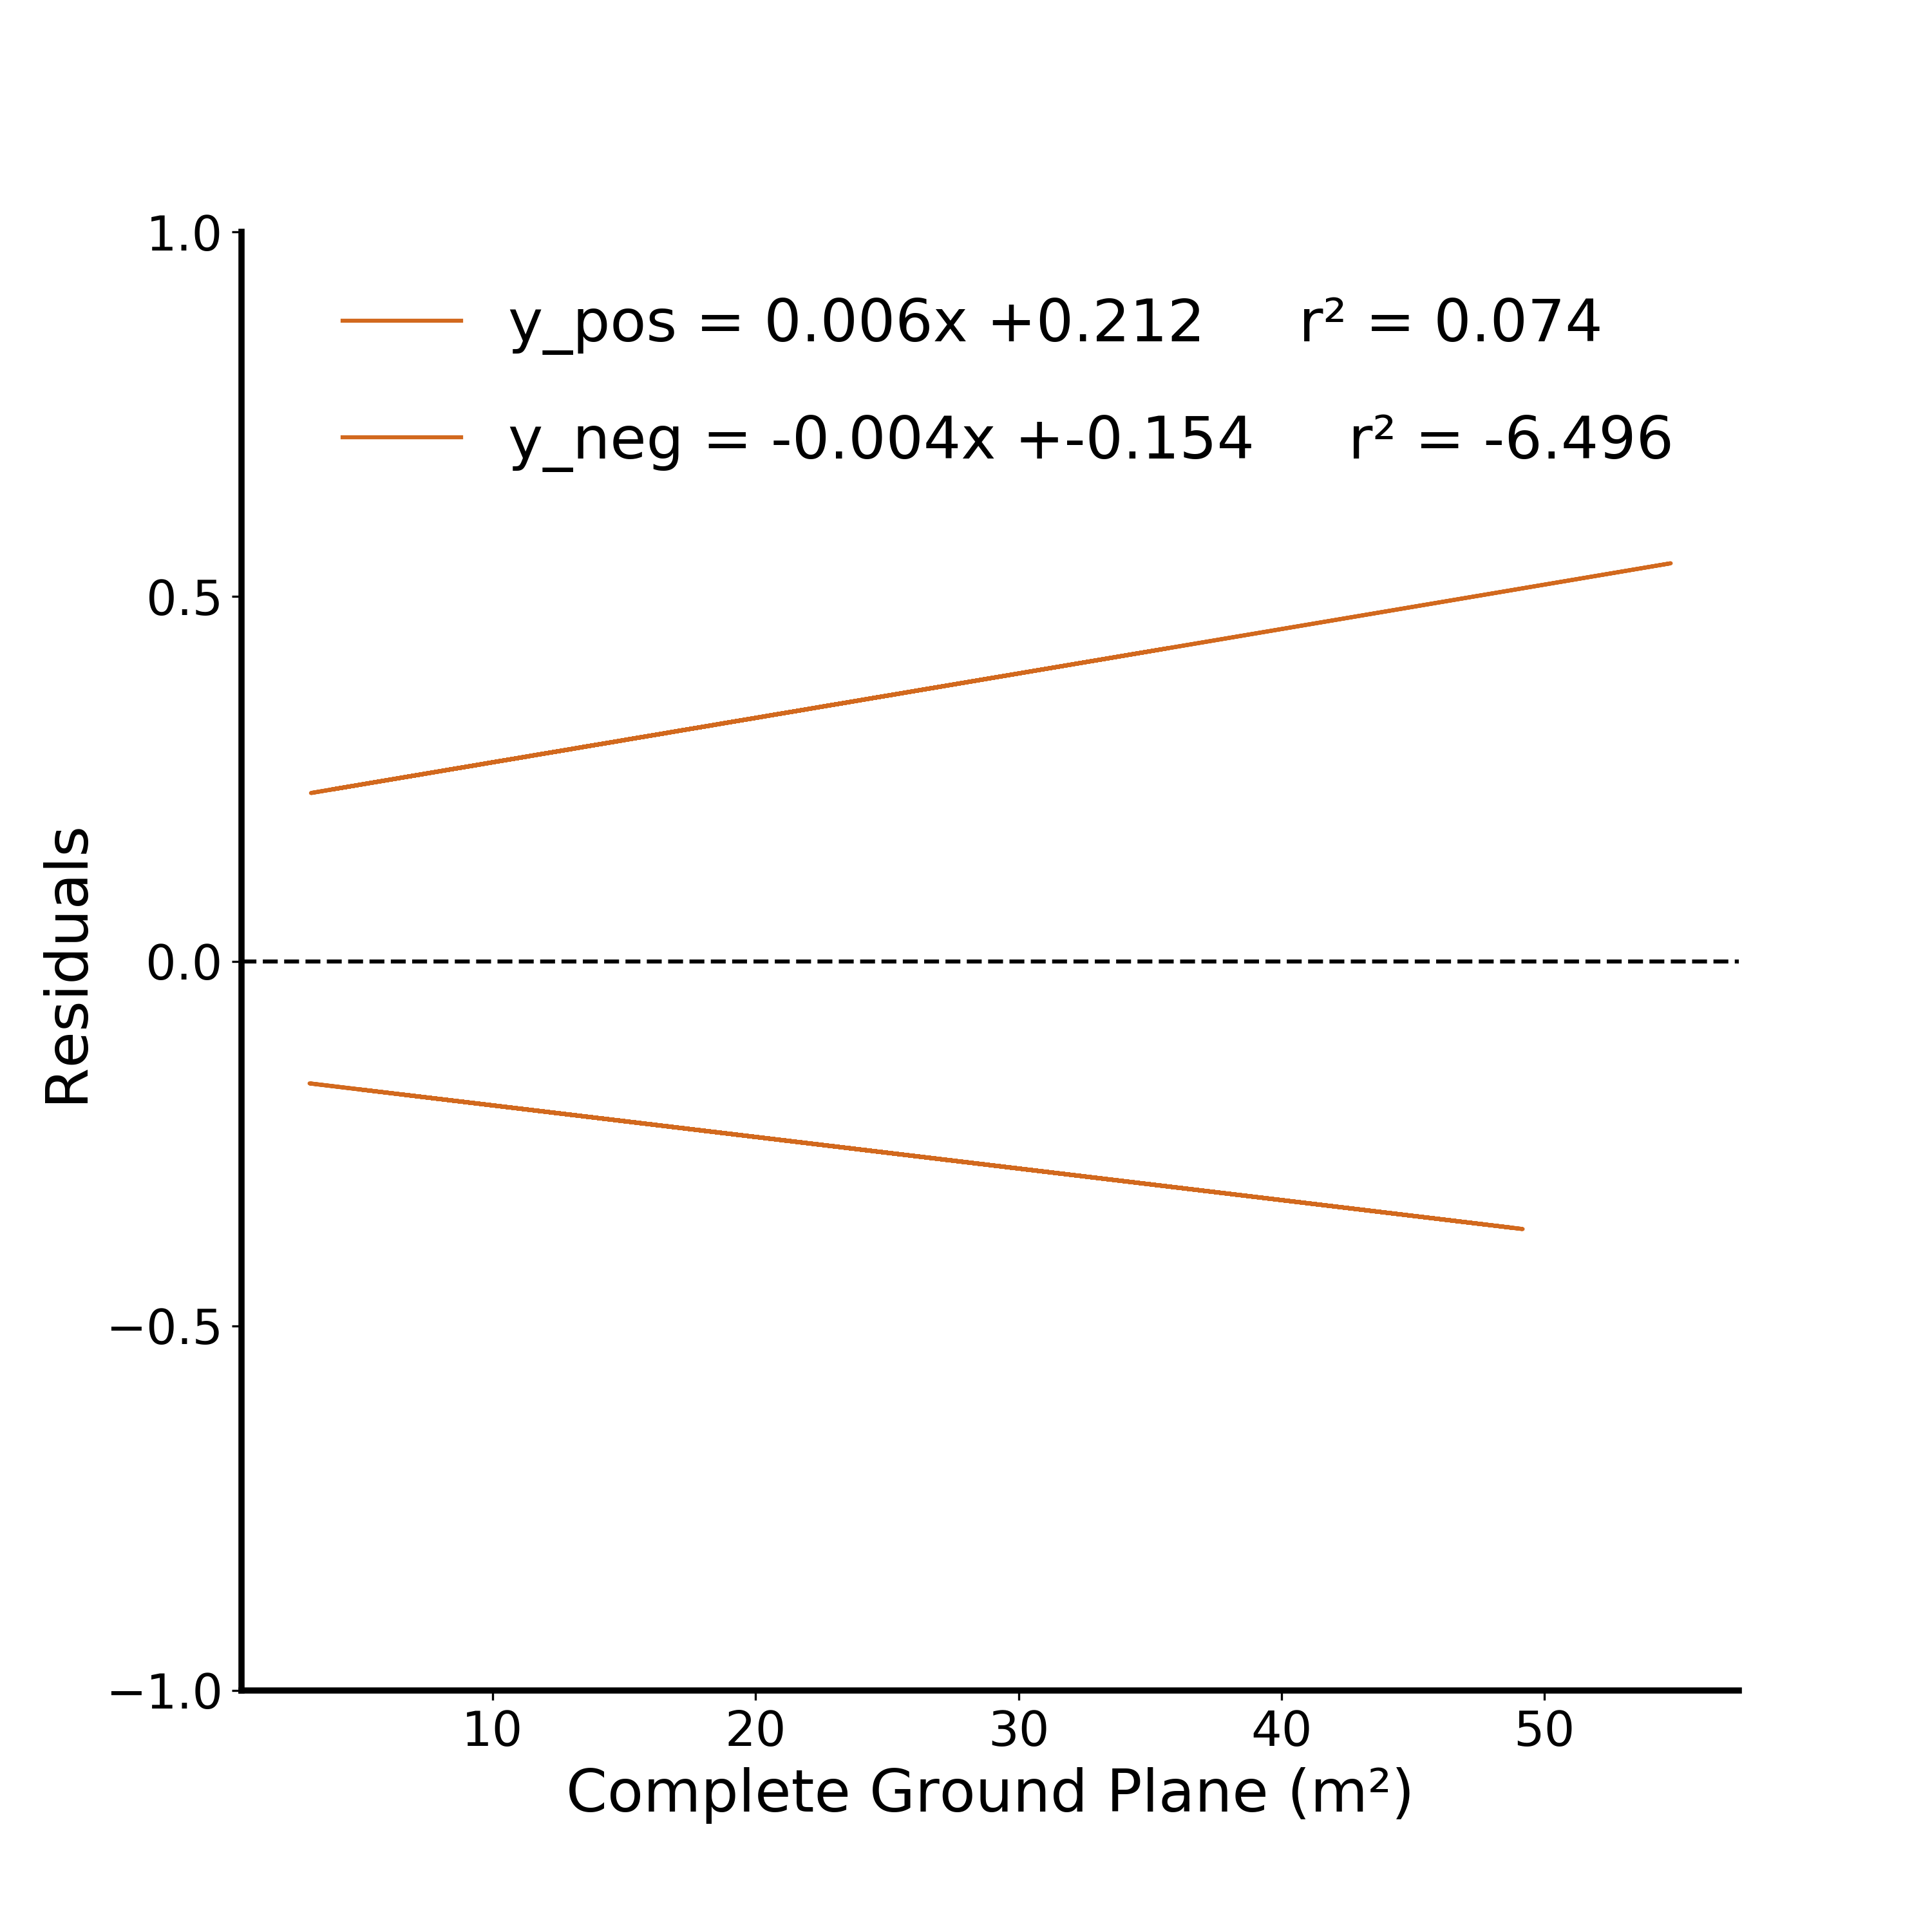 1.0
y_pos = 0.006x +0.212 r² = 0.074
y_neg = -0.004x +-0.154 r² = -6.496
0.5
Residuals
0.0
−0.5
−1.0
10 20 30 40 50
Complete Ground Plane (m²)